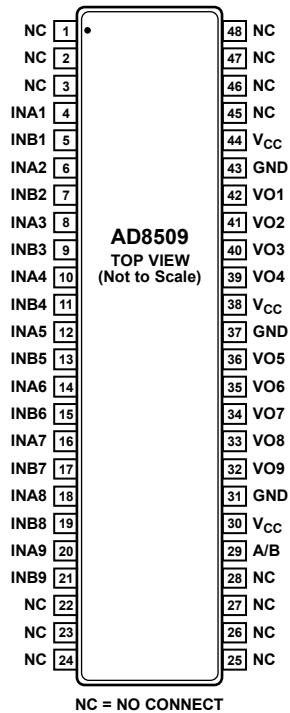 NC 1 48 NC
NC 2 47 NC
NC 3 46 NC
INA1 4 45 NC
INB1 5 44 VCC
INA2 6 43 GND
INB2 7 42 VO1
INA3 8 41 VO2
INB3 9 40 VO3
INA4 10 39 VO4
INB4 11 38 VCC
INA5 12 37 GND
INB5 13 36 VO5
INA6 14 35 VO6
INB6 15 34 VO7
INA7 16 33 VO8
INB7 17 32 VO9
INA8 18 31 GND
INB8 19 30 VCC
INA9 20 29 A/B
INB9 21 28 NC
NC 22 27 NC
NC 23 26 NC
NC 24 25 NC
AD8509
TOP VIEW
(Not to Scale)
NC = NO CONNECT